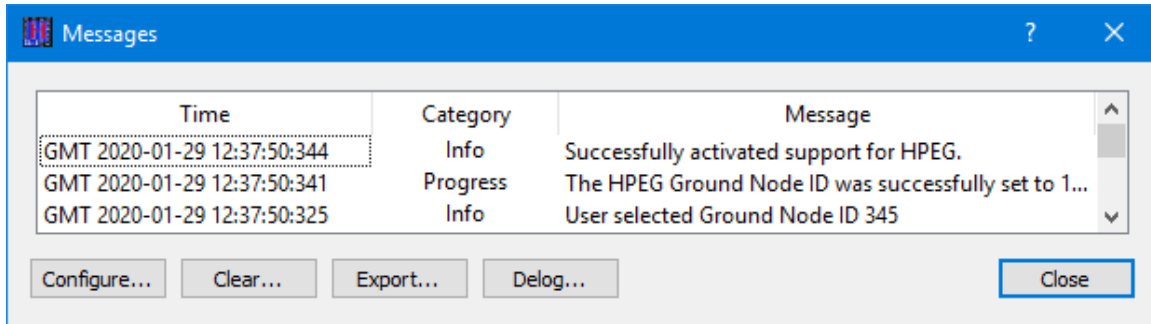 Messages
Time Category Message
GMT 2020-01-29 12:37:50:344 Info Successfully activated support for HPEG.
GMT 2020-01-29 12:37:50:341 Progress The HPEG Ground Node ID was successfully set to 1...
GMT 2020-01-29 12:37:50:325 Info User selected Ground Node ID 345
Configure... Clear... Export... Delog... Close